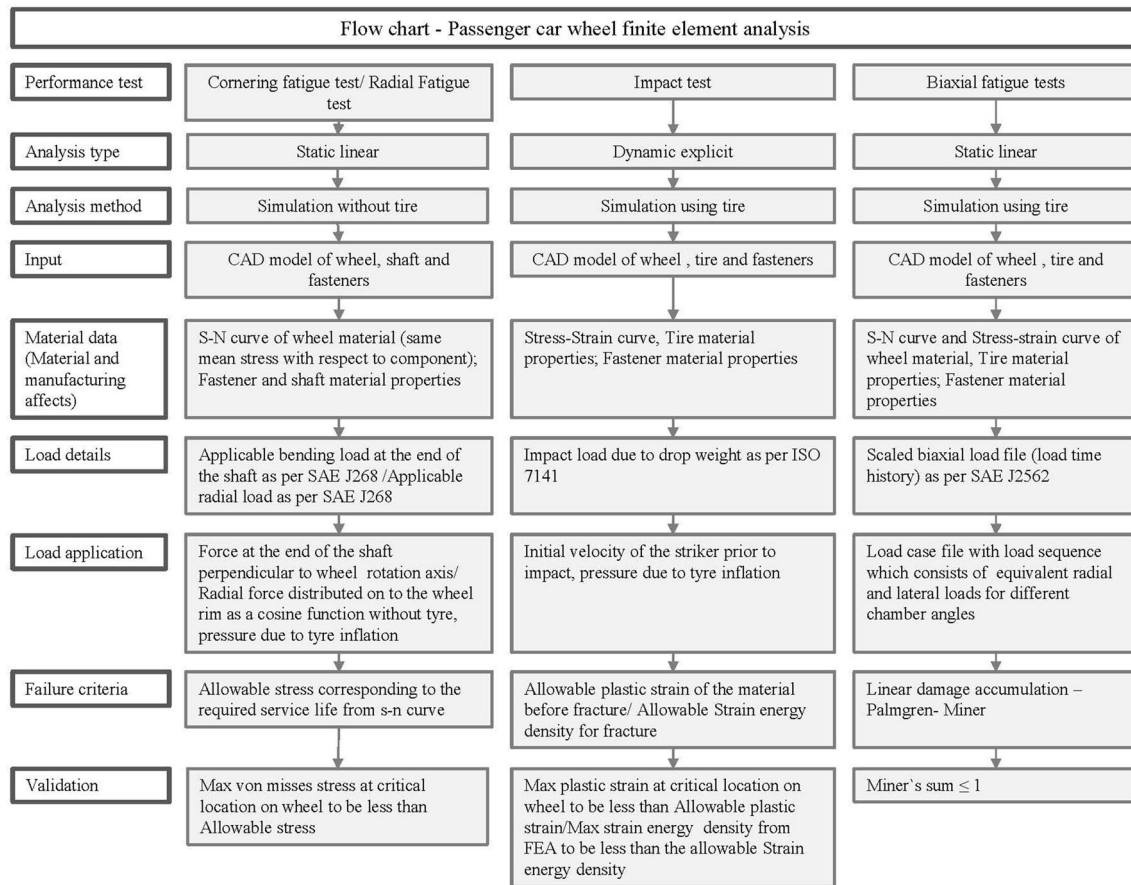 Flow chart - Passenger car wheel finite element analysis
Performance test
Cornering fatigue test/ Radial Fatigue
test
Impact test
Biaxial fatigue tests
Analysis type
Static linear
Dynamic explicit
Static linear
Analysis method
Simulation without tire
Simulation using tire
Simulation using tire
Input
CAD model of wheel, shaft and
fasteners
CAD model of wheel , tire and fasteners
CAD model of wheel , tire and
fasteners
Material data
(Material and
manufacturing
affects)
S-N curve of wheel material (same
mean stress with respect to component);
Fastener and shaft material properties
Stress-Strain curve, Tire material
properties; Fastener material properties
S-N curve and Stress-strain curve of
wheel material, Tire material
properties; Fastener material
properties
Load details
Applicable bending load at the end of
the shaft as per SAE J268 /Applicable
radial load as per SAE J268
Impact load due to drop weight as per ISO
7141
Scaled biaxial load file (load time
history) as per SAE J2562
Load application
Force at the end of the shaft
perpendicular to wheel rotation axis/
Radial force distributed on to the wheel
rim as a cosine function without tyre,
pressure due to tyre inflation
Initial velocity of the striker prior to
impact, pressure due to tyre inflation
Load case file with load sequence
which consists of equivalent radial
and lateral loads for different
chamber angles
Failure criteria
Allowable stress corresponding to the
required service life from s-n curve
Allowable plastic strain of the material
before fracture/ Allowable Strain energy
density for fracture
Linear damage accumulation –
Palmgren- Miner
Validation
Max von misses stress at critical
location on wheel to be less than
Allowable stress
Max plastic strain at critical location on
wheel to be less than Allowable plastic
strain/Max strain energy density from
FEA to be less than the allowable Strain
energy density
Miner`s sum ≤ 1